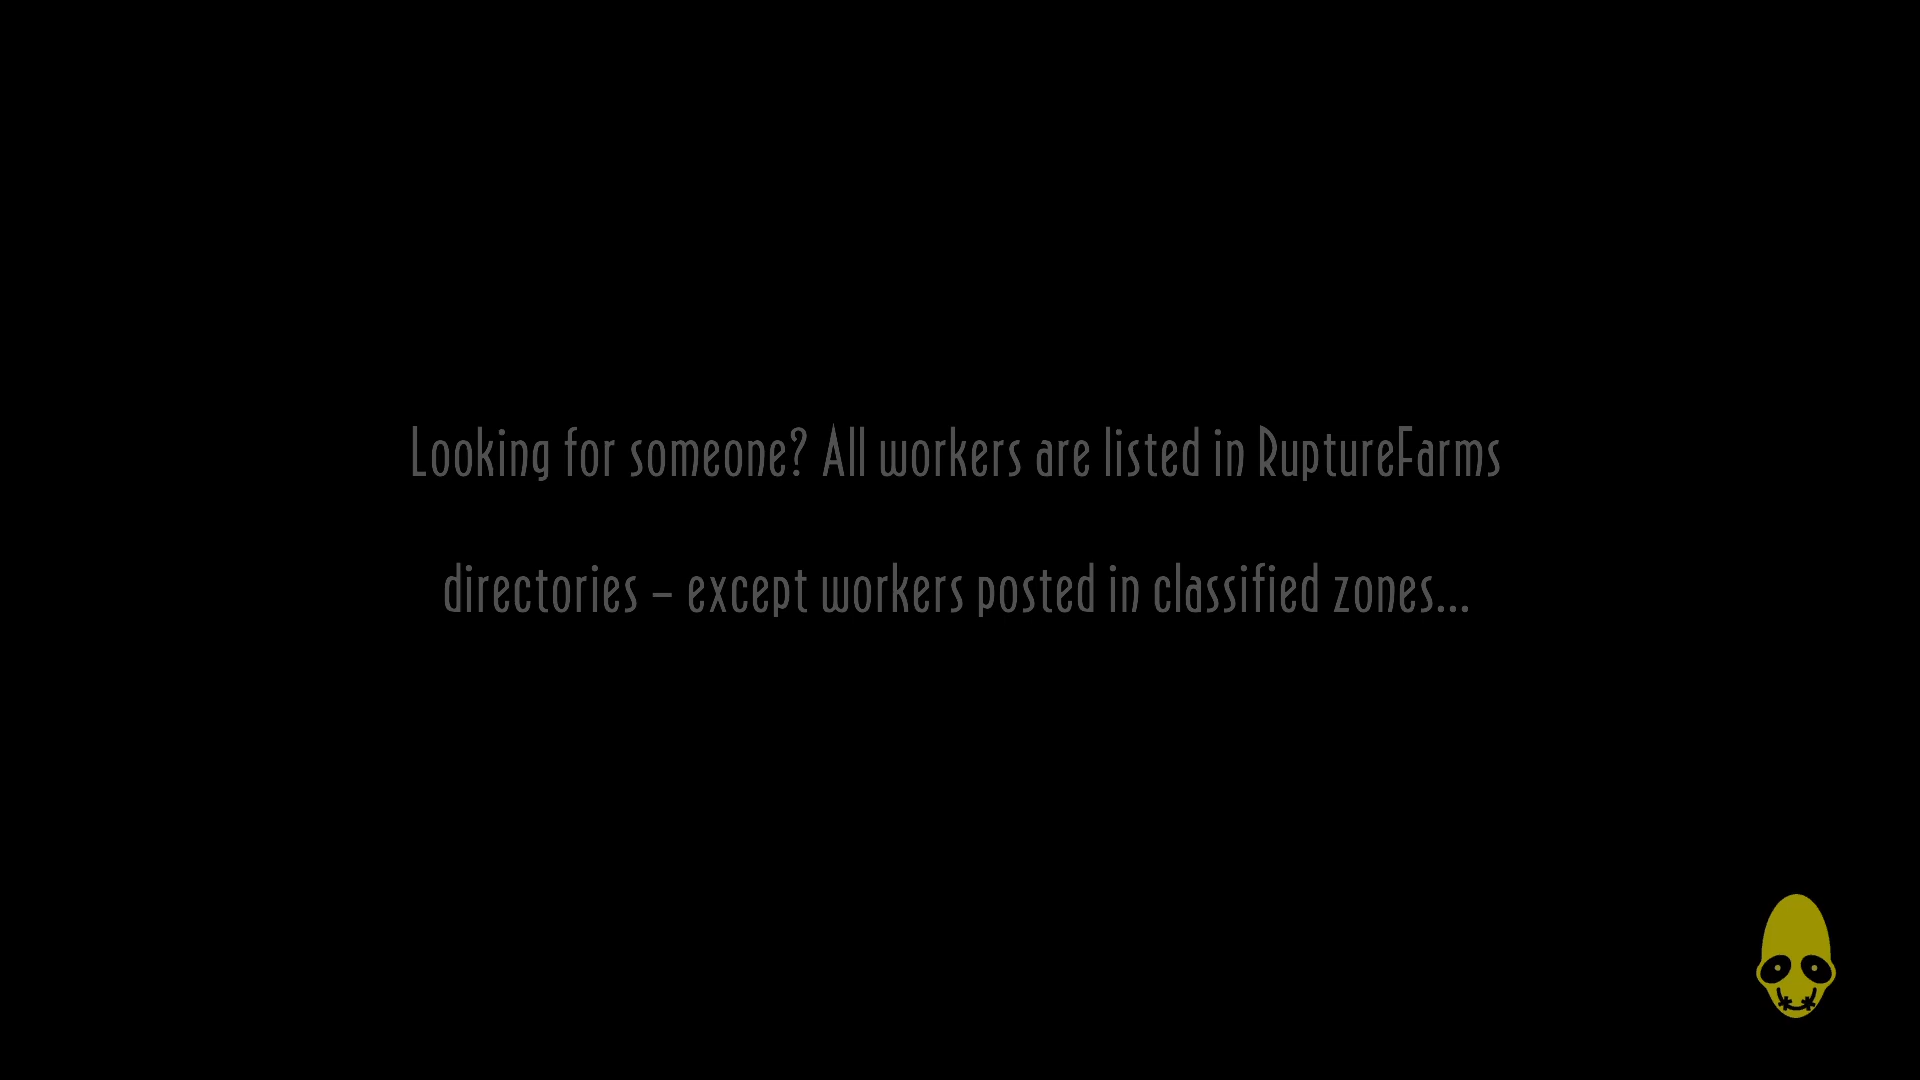 Looking for someone? All workers are listed in RuptureFarms
directories – except workers posted in classified zones...